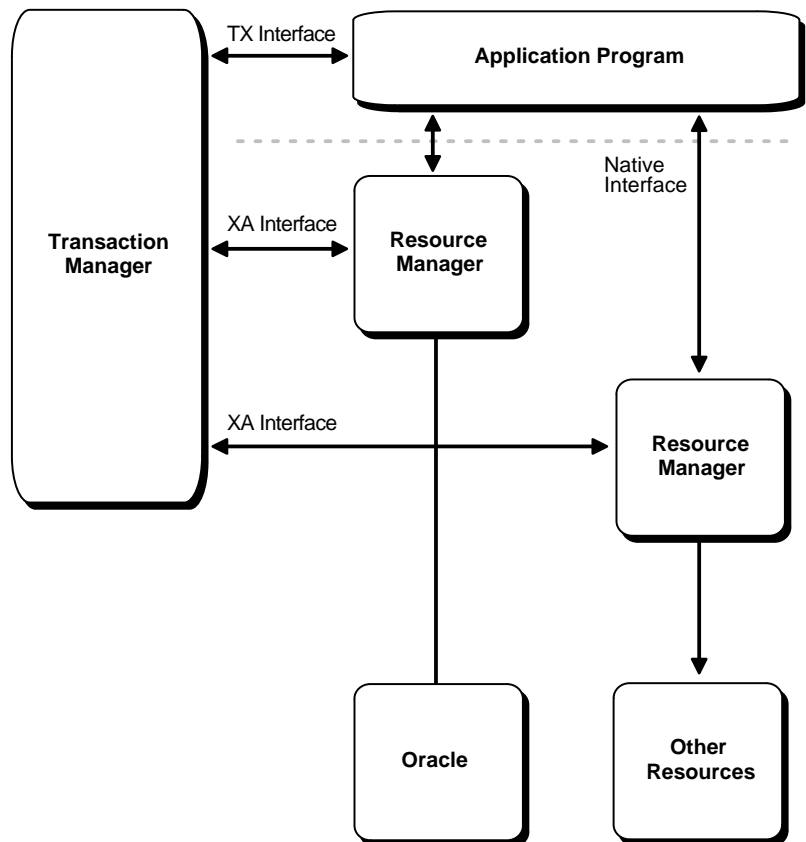 TX Interface
Application Program
Native
Interface
XA Interface
Transaction
Manager
Resource
Manager
XA Interface
Resource
Manager
Oracle
Other
Resources